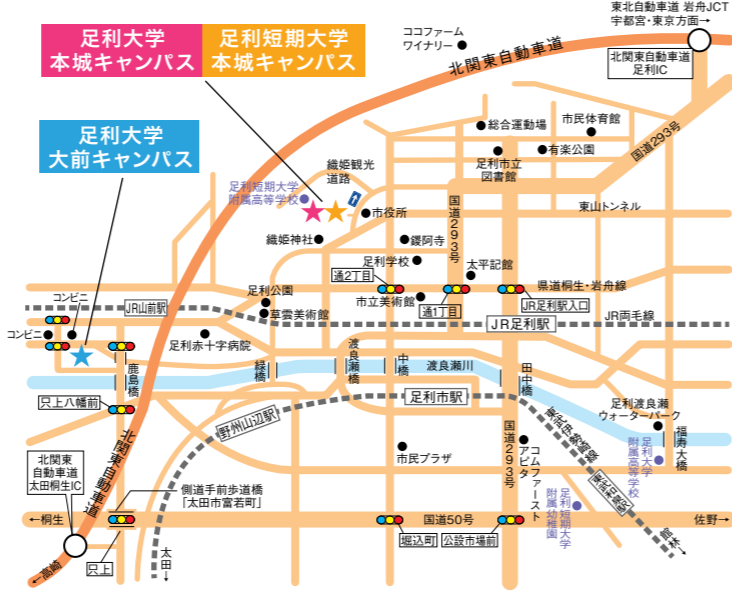 東北自動車道 岩舟JCT
宇都宮・東京方面→
ココファーム
ワイナリー
北関東自動車道
北関東自動車道
足利IC
足利大学
本城キャンパス
足利短期大学
本城キャンパス
足利大学
大前キャンパス
総合運動場
市民体育館
足利市立
図書館
有楽公園
国道293号
織姫観光
道路
足利短期大学
附属高等学校
市役所
国道293号
東山トンネル
織姫神社
鑁阿寺
足利学校
太平記館
通2丁目
県道桐生・岩舟線
足利公園
市立美術館
通1丁目
JR足利駅入口
コンビニ
JR山前駅
草雲美術館
JR足利駅
JR両毛線
コンビニ
足利赤十字病院
鹿島橋
緑橋
渡良瀬橋
中橋
渡良瀬川
田中橋
只上八幡前
足利市駅
野州山辺駅
東武伊勢崎線
足利渡良瀬
ウォーターパーク
福寿大橋
足利大学
附属高等学校
北関東自動車道
市民プラザ
国道293号
アピタ
コムファースト
北関東
自動車道
太田桐生IC
側道手前歩道橋
「太田市富若町」
足利短期大学
附属幼稚園
←桐生
国道50号
佐野→
堀込町
公設市場前
只上
太田→
館林→
←高崎